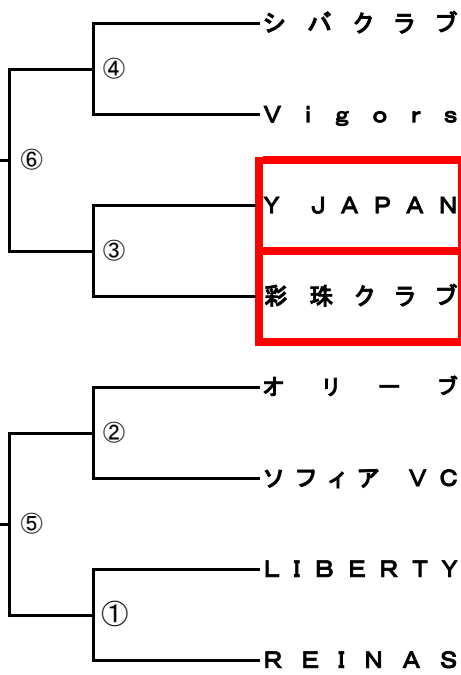 シバクラブ
④
Vigors
⑥
Y JAPAN
③
彩珠クラブ
オリーブ
②
ソフィア VC
⑤
LIBERTY
①
REINAS